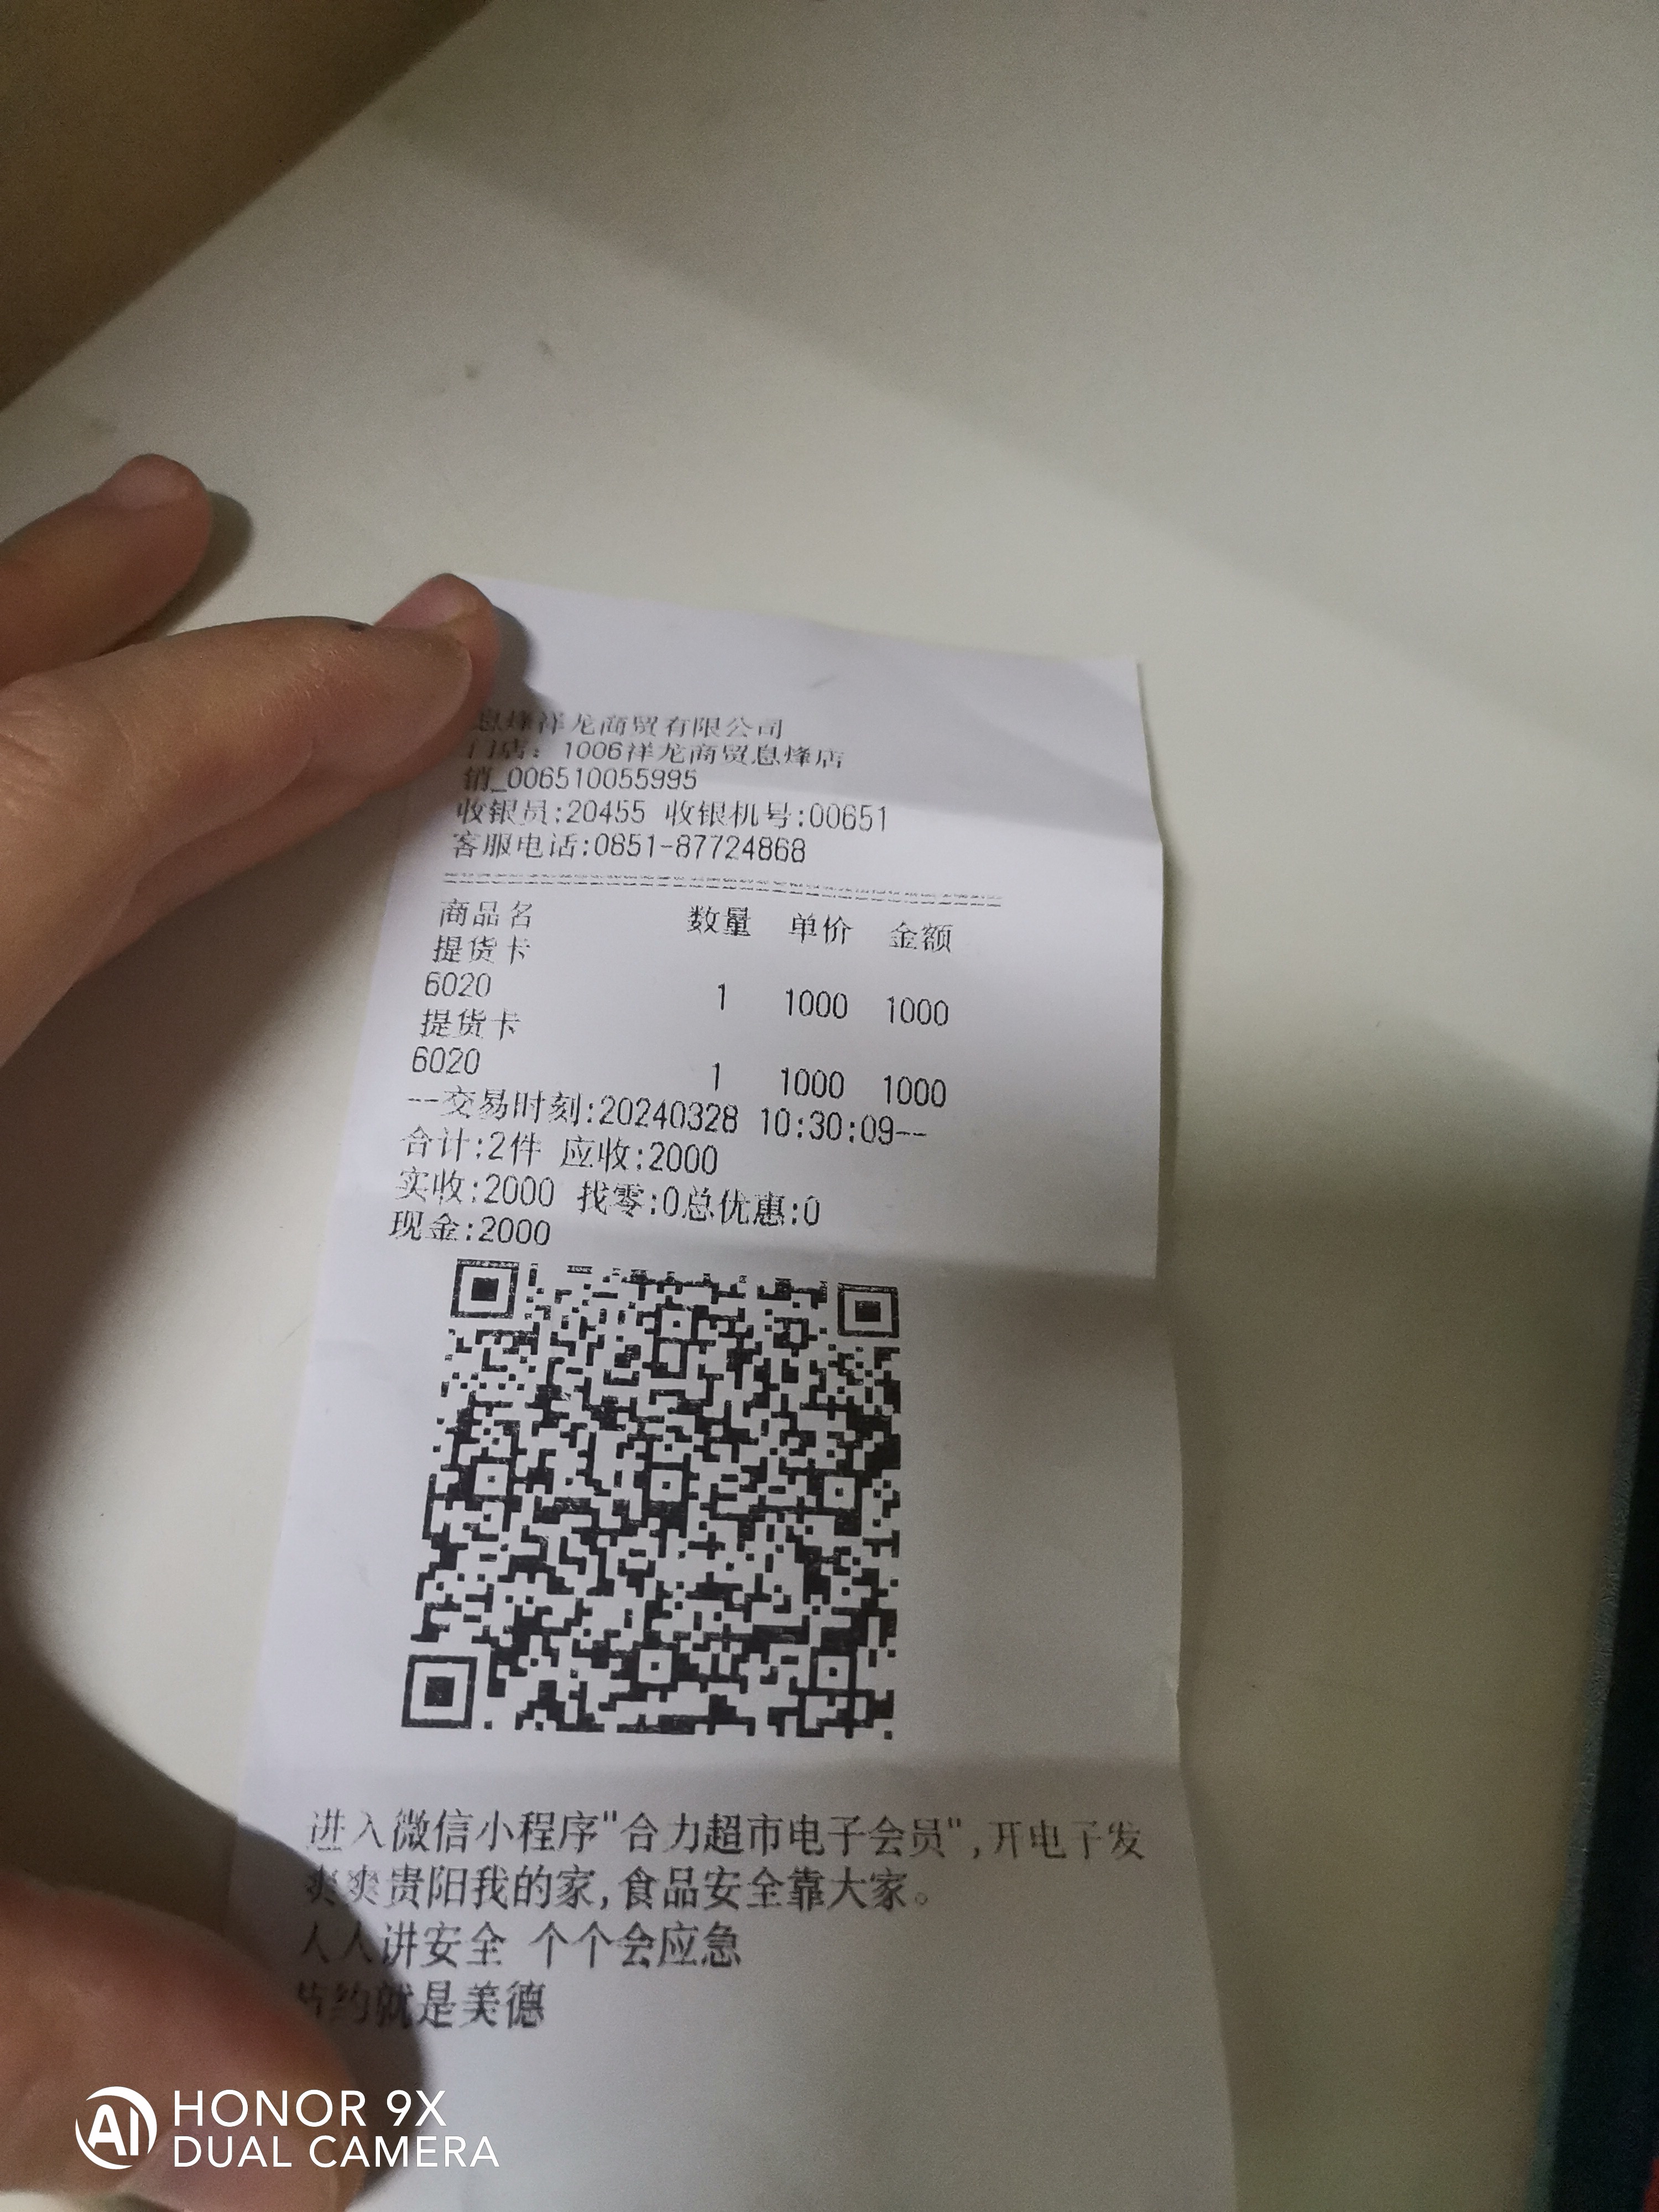 息烽祥龙商贸有限公司
门店：1006祥龙商贸息烽店
销_006510055995
收银员:20455 收银机号:00651
客服电话:0851-87724868
商品名 数量 单价 金额
提货卡
6020 1 1000 1000
提货卡
6020 1 1000 1000
--交易时刻:20240328 10:30:09--
合计:2件 应收:2000
实收:2000 找零:0总优惠:0
现金:2000
进入微信小程序"合力超市电子会员",开电子发
爽爽贵阳我的家,食品安全靠大家。
人人讲安全 个个会应急
节约就是美德
HONOR 9X
DUAL CAMERA